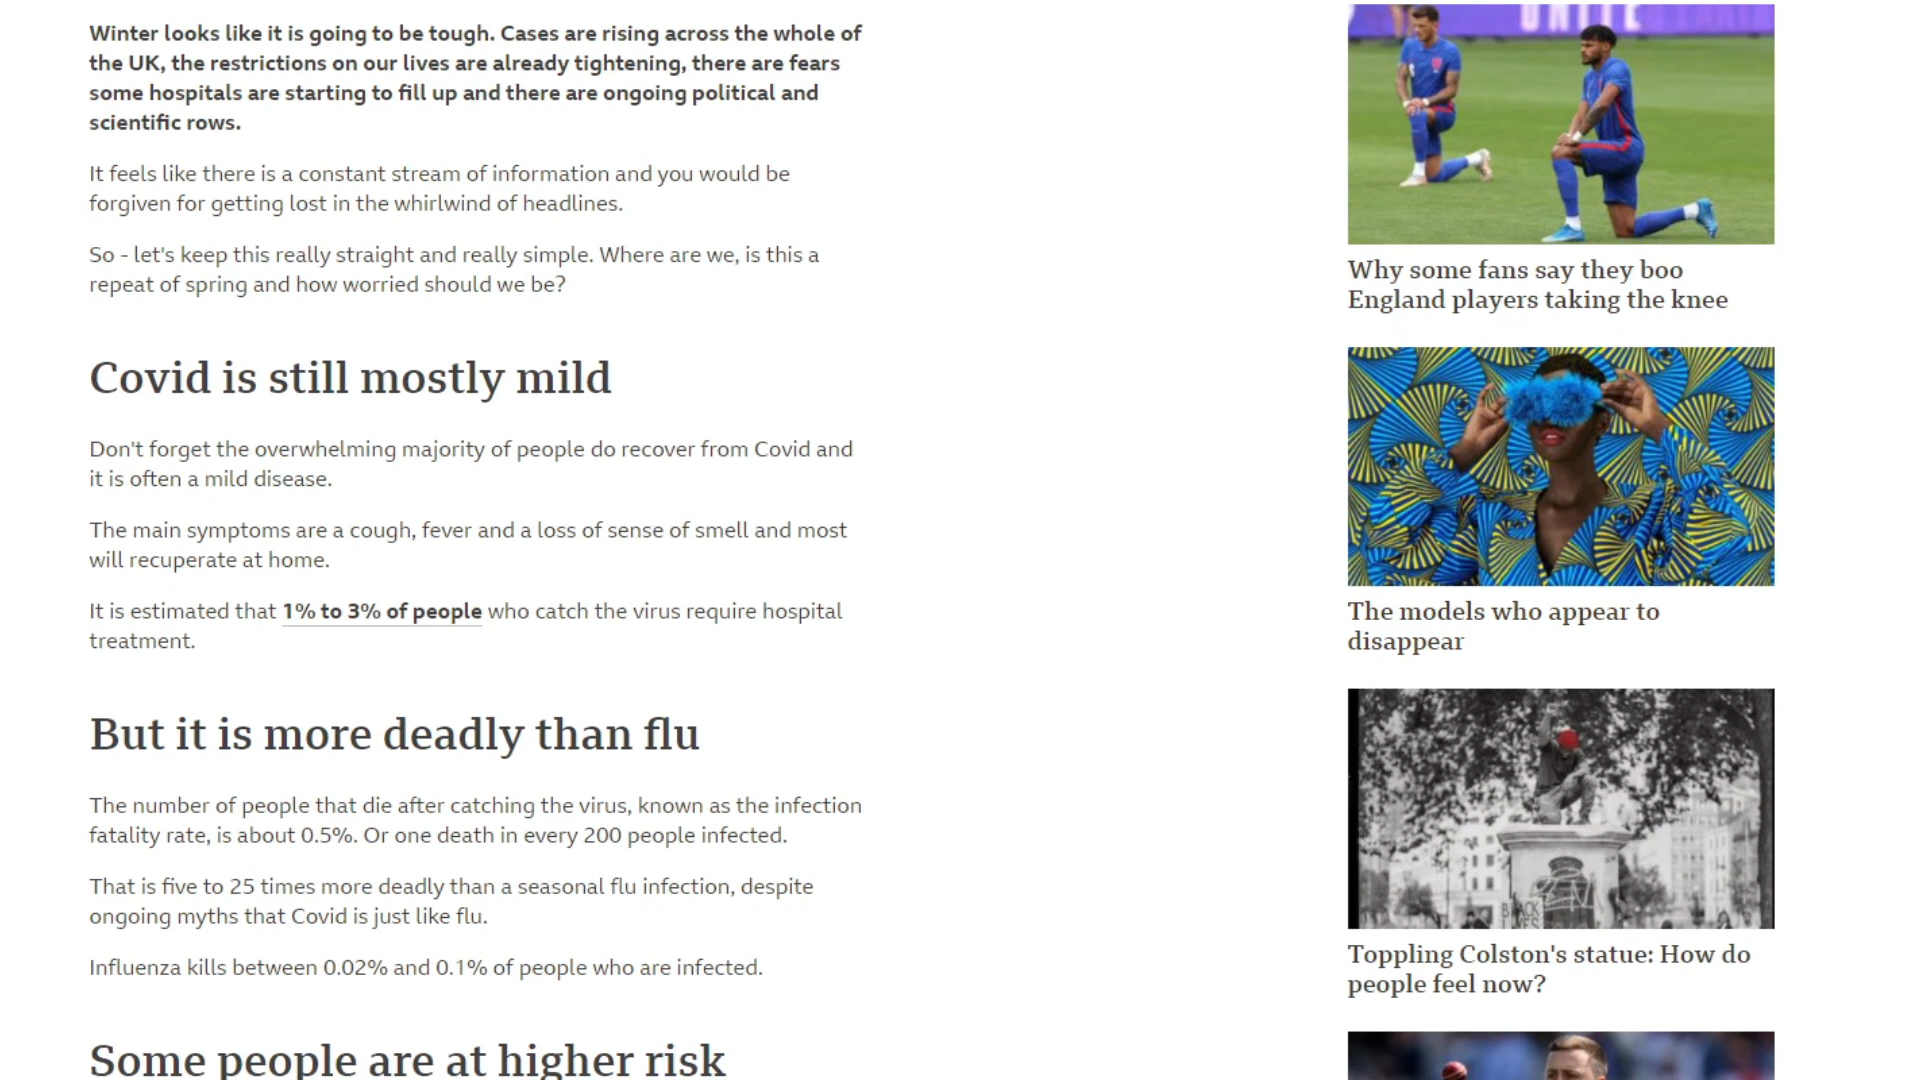 Winter looks like it is going to be tough. Cases are rising across the whole of
the UK, the restrictions on our lives are already tightening, there are fears
some hospitals are starting to fill up and there are ongoing political and
scientific rows.
It feels like there is a constant stream of information and you would be
forgiven for getting lost in the whirlwind of headlines.
So - let's keep this really straight and really simple. Where are we, is this a
repeat of spring and how worried should we be?
Covid is still mostly mild
Don't forget the overwhelming majority of people do recover from Covid and
it is often a mild disease.
The main symptoms are a cough, fever and a loss of sense of smell and most
will recuperate at home.
It is estimated that 1% to 3% of people who catch the virus require hospital
treatment.
But it is more deadly than flu
The number of people that die after catching the virus, known as the infection
fatality rate, is about 0.5%. Or one death in every 200 people infected.
That is five to 25 times more deadly than a seasonal flu infection, despite
ongoing myths that Covid is just like flu.
Influenza kills between 0.02% and 0.1% of people who are infected.
Some people are at higher risk
UNITE
Why some fans say they boo
England players taking the knee
The models who appear to
disappear
BLACK
Toppling Colston's statue: How do
people feel now?